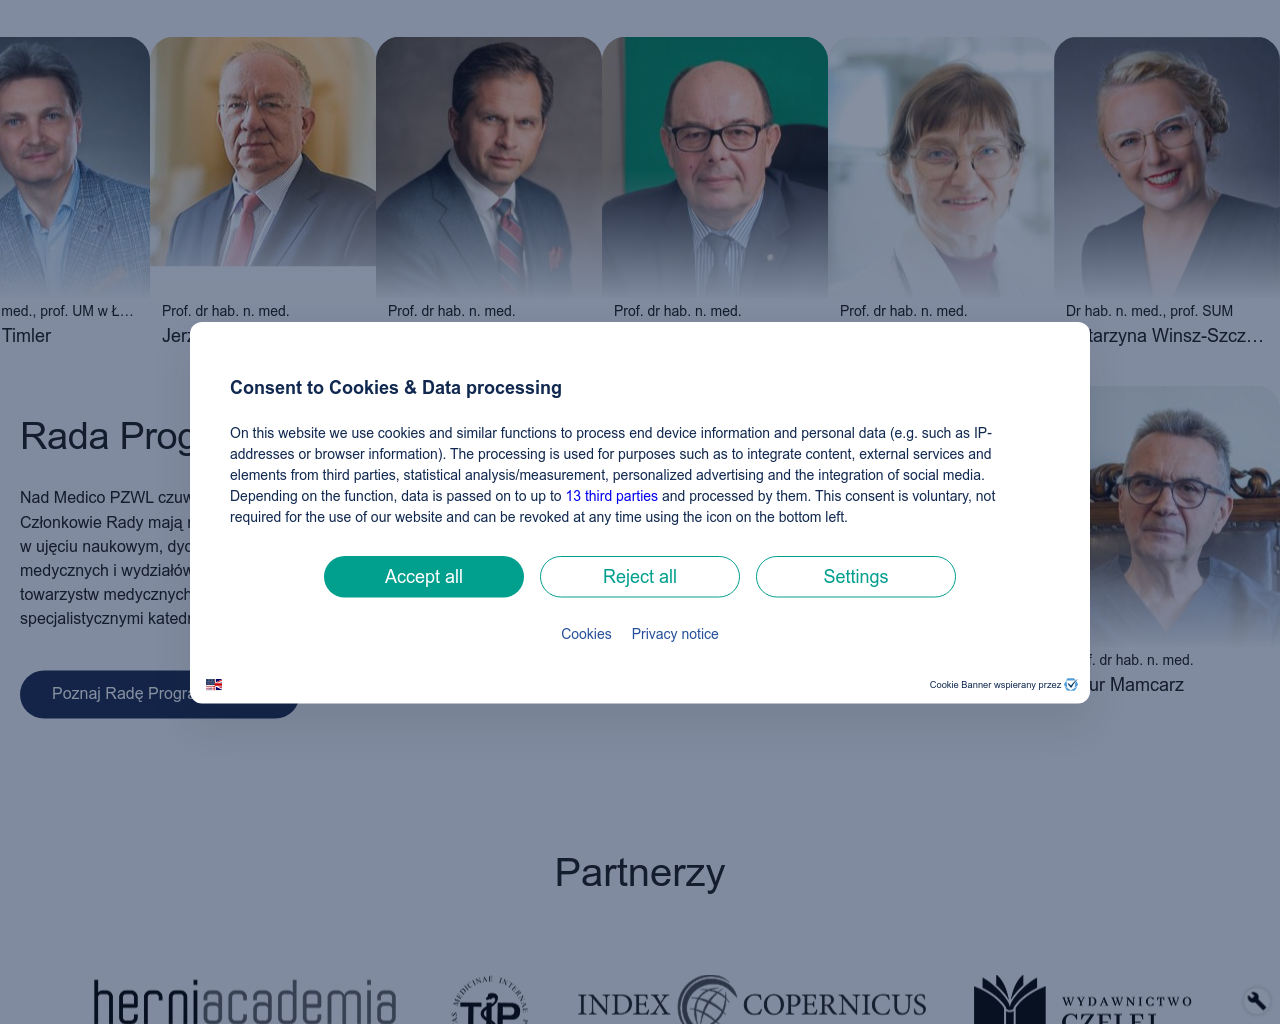 med., prof. UM w Ł…
Timler
Prof. dr hab. n. med.
Jerz
Prof. dr hab. n. med.
Prof. dr hab. n. med.
Prof. dr hab. n. med.
Dr hab. n. med., prof. SUM
tarzyna Winsz-Szcz…
Rada Prog
Nad Medico PZWL czuw
Członkowie Rady mają
w ujęciu naukowym, dyd
medycznych i wydziałów
towarzystw medycznych
specjalistycznymi kated
Poznaj Radę Progra
Consent to Cookies & Data processing
On this website we use cookies and similar functions to process end device information and personal data (e.g. such as IP-
addresses or browser information). The processing is used for purposes such as to integrate content, external services and
elements from third parties, statistical analysis/measurement, personalized advertising and the integration of social media.
Depending on the function, data is passed on to up to 13 third parties and processed by them. This consent is voluntary, not
required for the use of our website and can be revoked at any time using the icon on the bottom left.
Accept all
Reject all
Settings
Cookies
Privacy notice
Cookie Banner wspierany przez
f. dr hab. n. med.
ur Mamcarz
Partnerzy
herniacademia
MEDICINAE INTERNAE
TIP
INDEX COPERNICUS
WYDAWNICTWO
CZELEJ